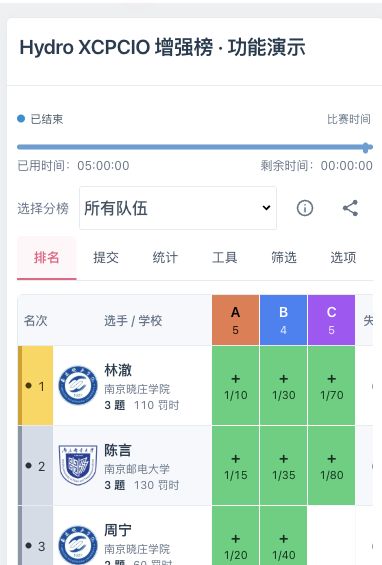 Hydro XCPCIO 增强榜 · 功能演示
已结束 比赛时间
已用时间：05:00:00 剩余时间：00:00:00
选择分榜 所有队伍
排名 提交 统计 工具 筛选 选项
名次 选手 / 学校 A B C
5 4 5
林澈
1 南京晓庄学院 + + +
3 题 110 罚时 1/10 1/30 1/70
陈言
2 南京邮电大学 + + +
3 题 130 罚时 1/15 1/35 1/80
周宁
3 南京晓庄学院 + +
1/20 1/40